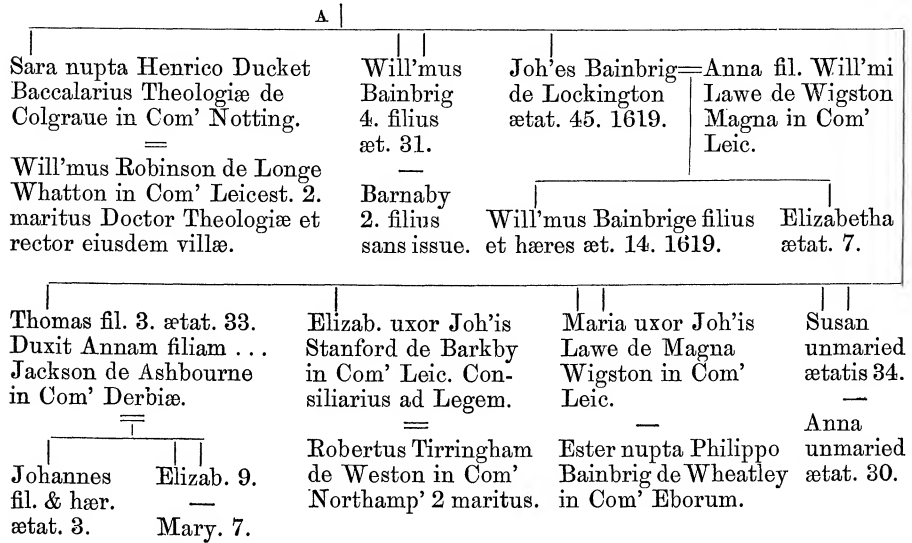 A
Sara nupta Henrico Ducket
Baccalarius Theologiæ de
Colgraue in Com' Notting.
=
Will'mus Robinson de Longe
Whatton in Com' Leicest. 2.
maritus Doctor Theologiæ et
rector eiusdem villæ.
Will'mus
Bainbrig
4. filius
æt. 31.
—
Barnaby
2. filius
sans issue.
Joh'es Bainbrig=Anna fil. Will'mi
de Lockington
ætat. 45. 1619.
Lawe de Wigston
Magna in Com'
Leic.
Will'mus Bainbrige filius
et hæres æt. 14. 1619.
Elizabetha
ætat. 7.
Thomas fil. 3. ætat. 33.
Duxit Annam filiam ...
Jackson de Ashbourne
in Com' Derbiæ.
=
Johannes
fil. & hær.
ætat. 3.
Elizab. 9.
—
Mary. 7.
Elizab. uxor Joh'is
Stanford de Barkby
in Com' Leic. Con-
siliarius ad Legem.
=
Robertus Tirringham
de Weston in Com'
Northamp' 2 maritus.
Maria uxor Joh'is
Lawe de Magna
Wigston in Com'
Leic.
—
Ester nupta Philippo
Bainbrig de Wheatley
in Com' Eborum.
Susan
unmaried
ætatis 34.
—
Anna
unmaried
ætat. 30.